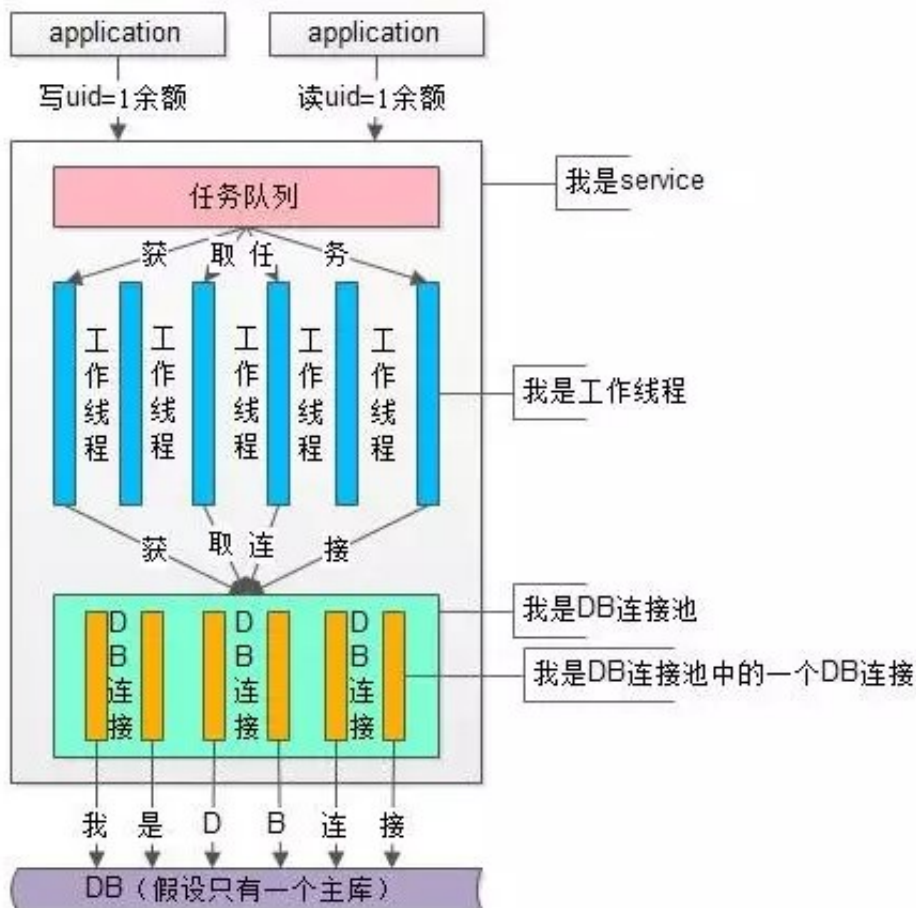 application
application
写uid=1余额
读uid=1余额
我是service
任务队列
获取任务
工作线程
工作线程
工作线程
工作线程
工作线程
我是工作线程
获取连接
我是DB连接池
DB连接
DB连接
DB连接
我是DB连接池中的一个DB连接
我是DB连接
DB（假设只有一个主库）